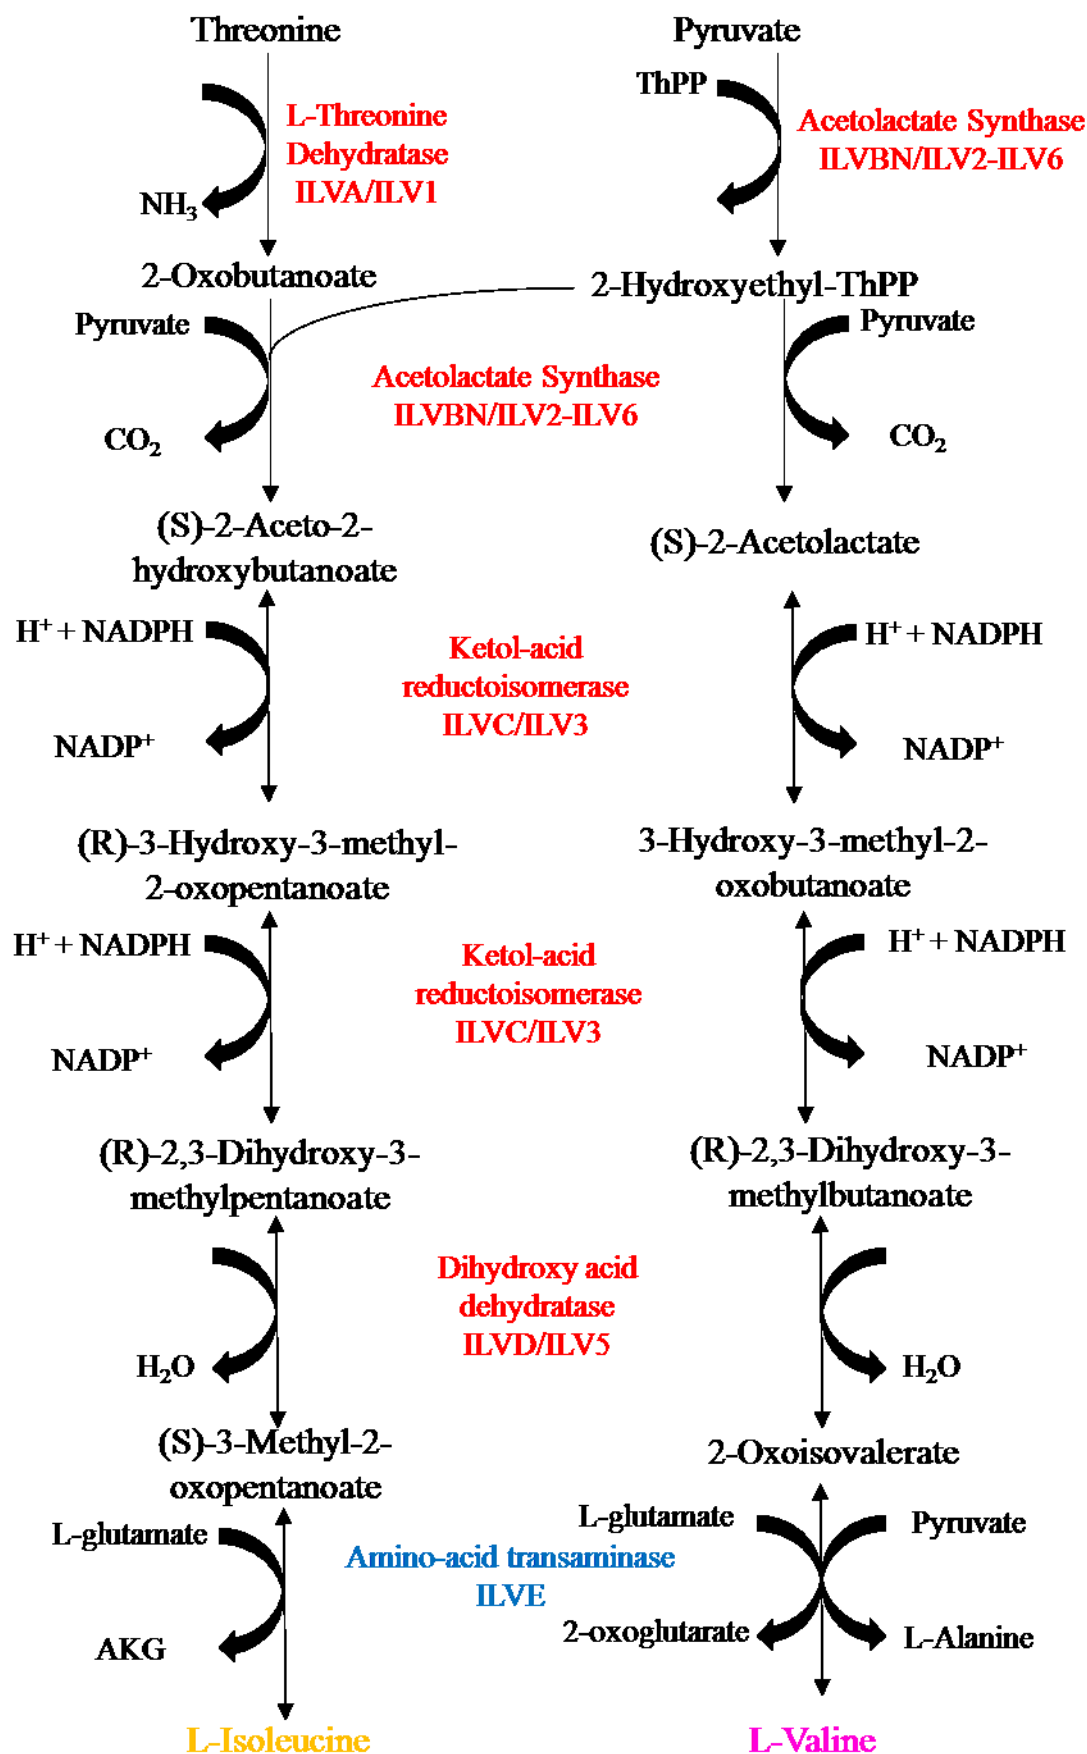 Threonine
Pyruvate
ThPP
L-Threonine
Dehydratase
ILVA/ILV1
Acetolactate Synthase
ILVBN/ILV2-ILV6
NH3
2-Oxobutanoate
2-Hydroxyethyl-ThPP
Pyruvate
Pyruvate
Acetolactate Synthase
ILVBN/ILV2-ILV6
CO2
CO2
(S)-2-Aceto-2-
hydroxybutanoate
(S)-2-Acetolactate
H+ + NADPH
H+ + NADPH
Ketol-acid
reductoisomerase
ILVC/ILV3
NADP+
NADP+
(R)-3-Hydroxy-3-methyl-
2-oxopentanoate
3-Hydroxy-3-methyl-2-
oxobutanoate
H+ + NADPH
H+ + NADPH
Ketol-acid
reductoisomerase
ILVC/ILV3
NADP+
NADP+
(R)-2,3-Dihydroxy-3-
methylpentanoate
(R)-2,3-Dihydroxy-3-
methylbutanoate
Dihydroxy acid
dehydratase
ILVD/ILV5
H2O
H2O
(S)-3-Methyl-2-
oxopentanoate
2-Oxoisovalerate
L-glutamate
L-glutamate
Pyruvate
Amino-acid transaminase
ILVE
AKG
2-oxoglutarate
L-Alanine
L-Isoleucine
L-Valine